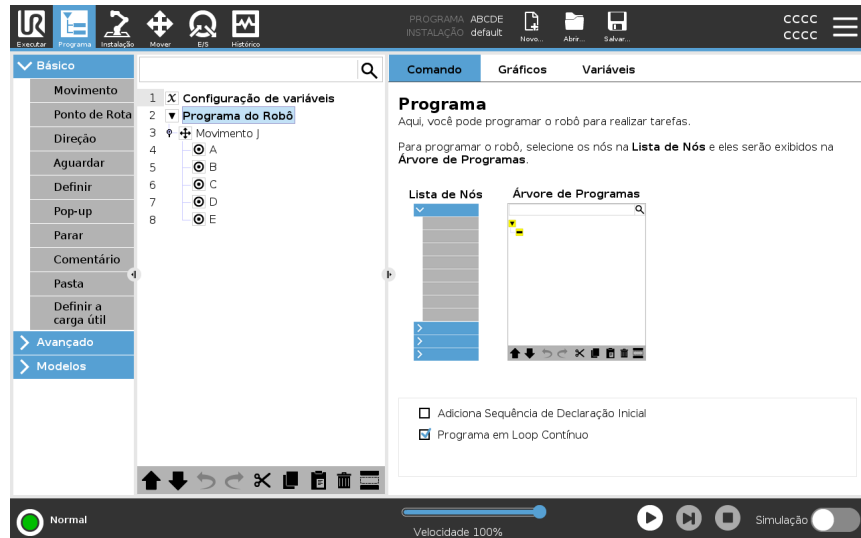 UR
PROGRAMA ABCDE
INSTALAÇÃO default
Executar Programa Instalação Mover E/S Histórico
Novo... Abrir... Salvar...
cccc
cccc
Básico
Movimento
Ponto de Rota
Direção
Aguardar
Definir
Pop-up
Parar
Comentário
Pasta
Definir a
carga útil
Avançado
Modelos
1 X Configuração de variáveis
2 Programa do Robô
3 Movimento J
4 A
5 B
6 C
7 D
8 E
Comando Gráficos Variáveis
Programa
Aqui, você pode programar o robô para realizar tarefas.
Para programar o robô, selecione os nós na Lista de Nós e eles serão exibidos na
Árvore de Programas.
Lista de Nós Árvore de Programas
Adiciona Sequência de Declaração Inicial
Programa em Loop Contínuo
Normal
Velocidade 100%
Simulação